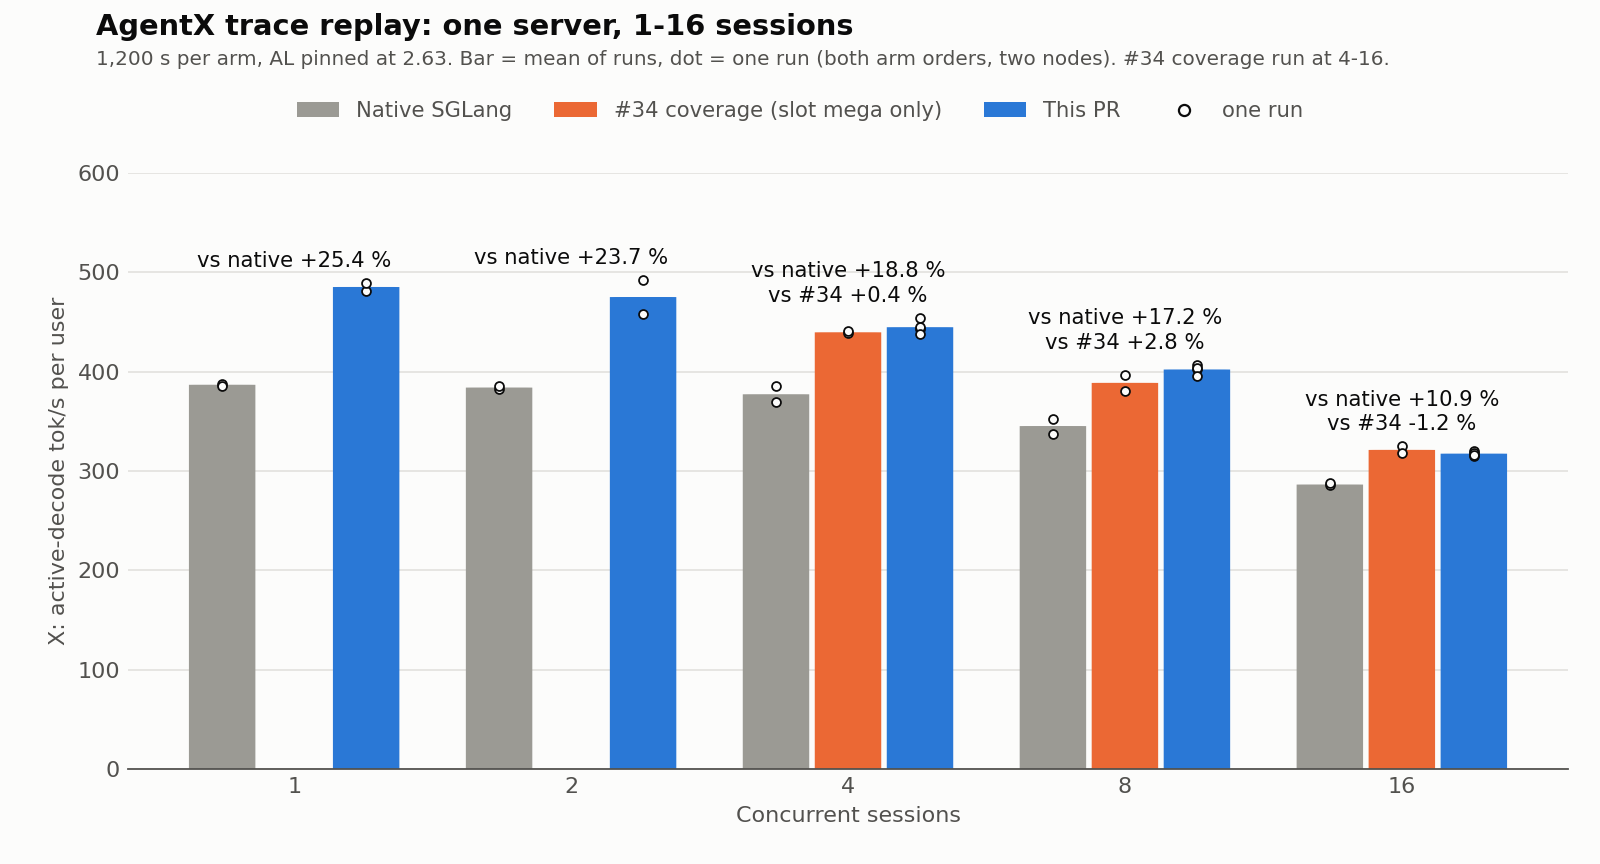 AgentX trace replay: one server, 1-16 sessions
1,200 s per arm, AL pinned at 2.63. Bar = mean of runs, dot = one run (both arm orders, two nodes). #34 coverage run at 4-16.
Native SGLang
#34 coverage (slot mega only)
This PR
one run
X: active-decode tok/s per user
600
500
400
300
200
100
0
vs native +25.4 %
vs native +23.7 %
vs native +18.8 %
vs #34 +0.4 %
vs native +17.2 %
vs #34 +2.8 %
vs native +10.9 %
vs #34 -1.2 %
1
2
4
8
16
Concurrent sessions